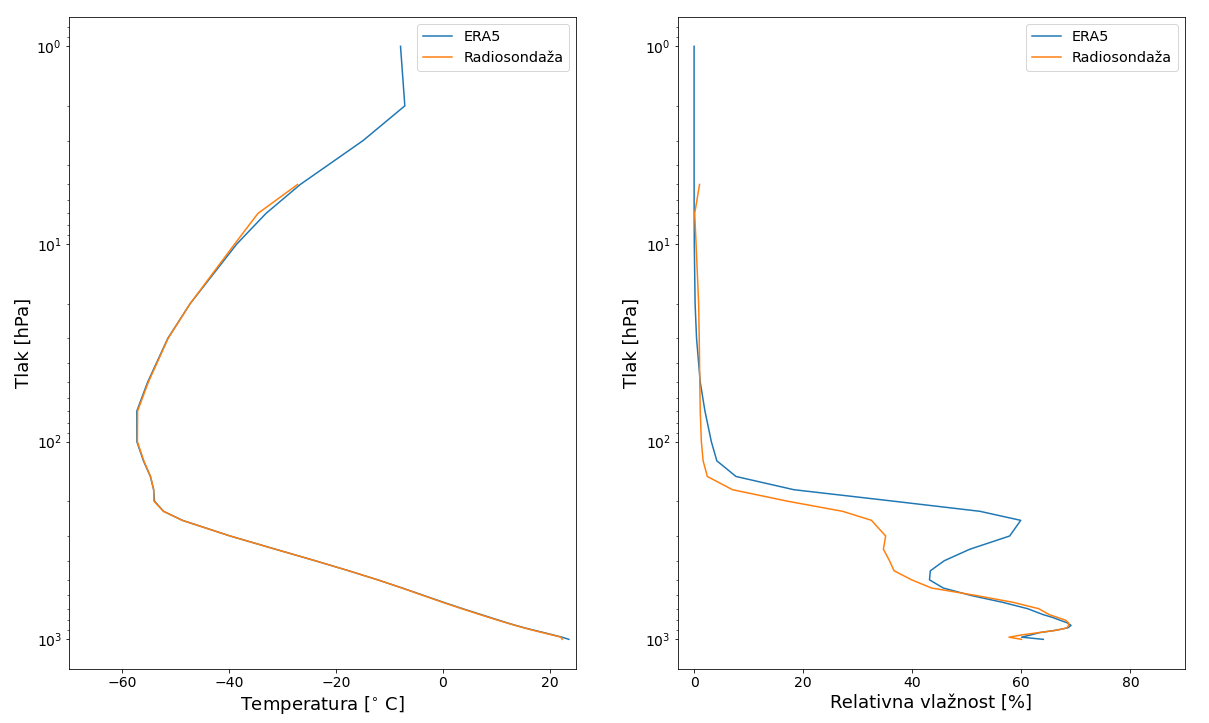 ERA5
Radiosondaža
10⁰
10¹
10²
10³
Tlak [hPa]
−60 −40 −20 0 20
Temperatura [° C]
ERA5
Radiosondaža
10⁰
10¹
10²
10³
Tlak [hPa]
0 20 40 60 80
Relativna vlažnost [%]